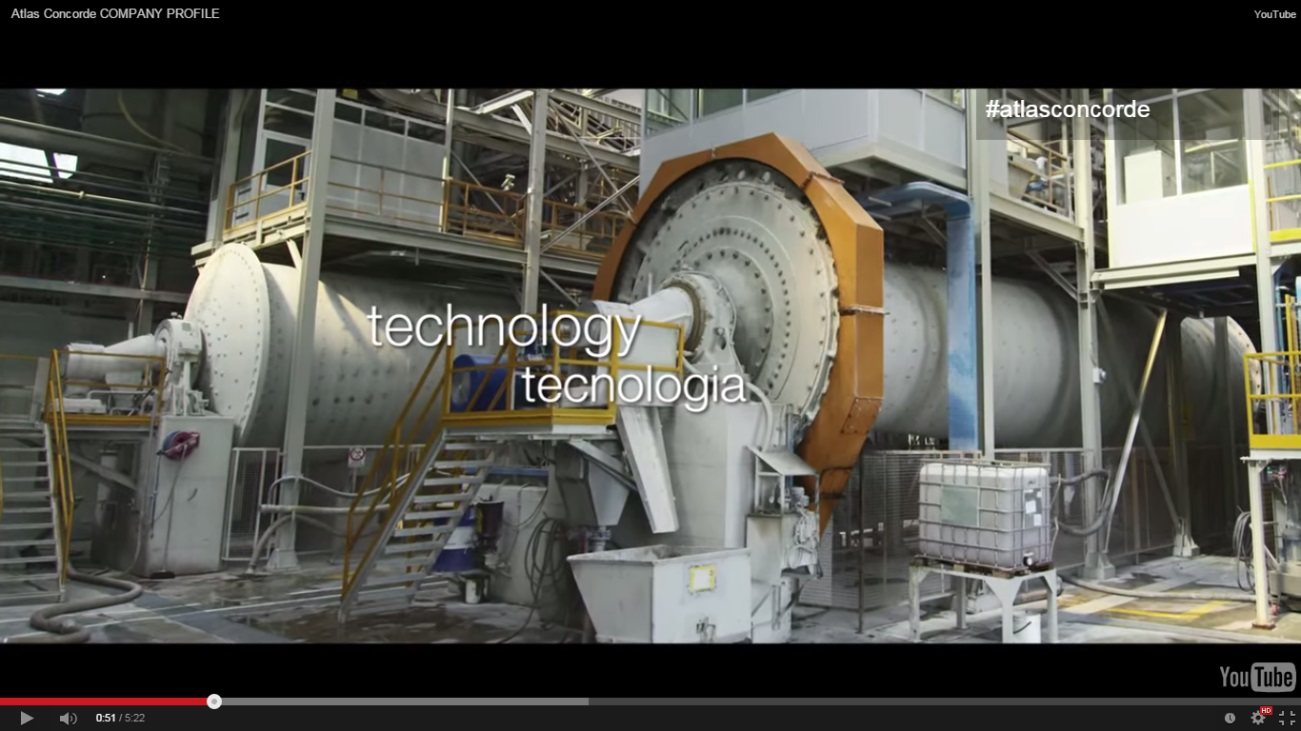 Atlas Concorde COMPANY PROFILE
YouTube
#atlasconcorde
technology
tecnologia
YouTube
0:51 / 5:22
HD